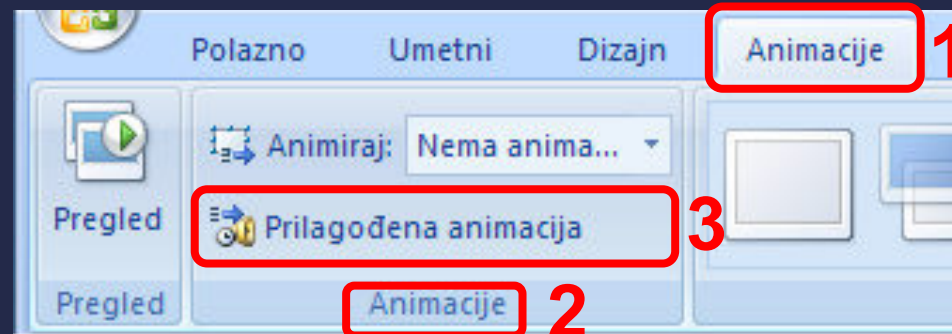 Polazno Umetni Dizajn Animacije 1
Animiraj: Nema anima...
Pregled Prilagođena animacija 3
Pregled Animacije 2